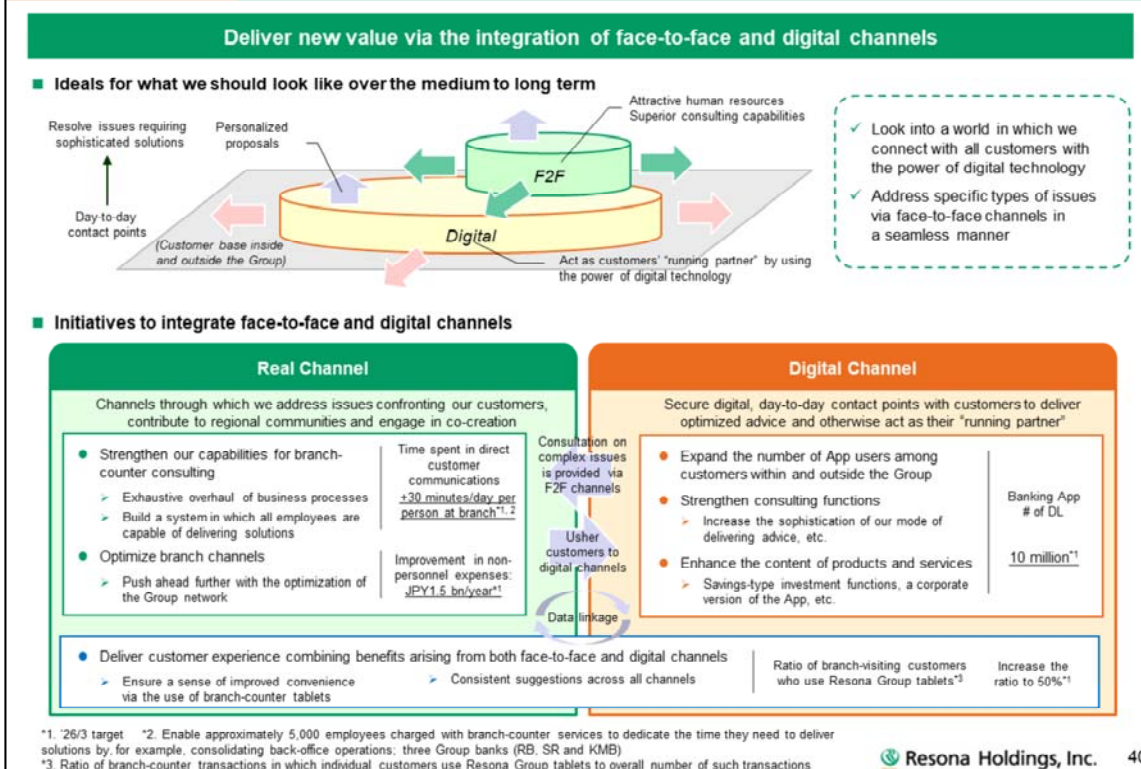 Deliver new value via the integration of face-to-face and digital channels
■ Ideals for what we should look like over the medium to long term
Resolve issues requiring
sophisticated solutions
Day-to-day
contact points
Personalized
proposals
Attractive human resources
Superior consulting capabilities
F2F
Digital
(Customer base inside
and outside the Group)
Act as customers' "running partner" by using
the power of digital technology
✓ Look into a world in which we
connect with all customers with
the power of digital technology
✓ Address specific types of issues
via face-to-face channels in
a seamless manner
■ Initiatives to integrate face-to-face and digital channels
Real Channel
Channels through which we address issues confronting our customers,
contribute to regional communities and engage in co-creation
● Strengthen our capabilities for branch-
counter consulting
➢ Exhaustive overhaul of business processes
➢ Build a system in which all employees are
capable of delivering solutions
● Optimize branch channels
➢ Push ahead further with the optimization of
the Group network
Time spent in direct
customer
communications
+30 minutes/day per
person at branch*1, 2
Improvement in non-
personnel expenses:
JPY1.5 bn/year*1
Consultation on
complex issues
is provided via
F2F channels
Usher
customers to
digital channels
Data linkage
Digital Channel
Secure digital, day-to-day contact points with customers to deliver
optimized advice and otherwise act as their "running partner"
● Expand the number of App users among
customers within and outside the Group
● Strengthen consulting functions
➢ Increase the sophistication of our mode of
delivering advice, etc.
● Enhance the content of products and services
➢ Savings-type investment functions, a corporate
version of the App, etc.
Banking App
# of DL
10 million*1
● Deliver customer experience combining benefits arising from both face-to-face and digital channels
➢ Ensure a sense of improved convenience
via the use of branch-counter tablets
➢ Consistent suggestions across all channels
Ratio of branch-visiting customers
who use Resona Group tablets*3
Increase the
ratio to 50%*1
*1. '26/3 target *2. Enable approximately 5,000 employees charged with branch-counter services to dedicate the time they need to deliver
solutions by, for example, consolidating back-office operations; three Group banks (RB, SR and KMB)
*3. Ratio of branch-counter transactions in which individual customers use Resona Group tablets to overall number of such transactions
Resona Holdings, Inc.